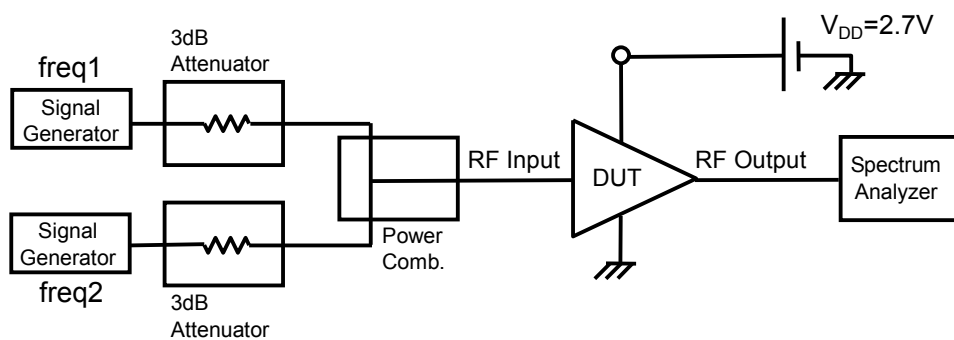 freq1
Signal
Generator
3dB
Attenuator
Signal
Generator
freq2
3dB
Attenuator
Power
Comb.
RF Input
DUT
RF Output
V_DD=2.7V
Spectrum
Analyzer